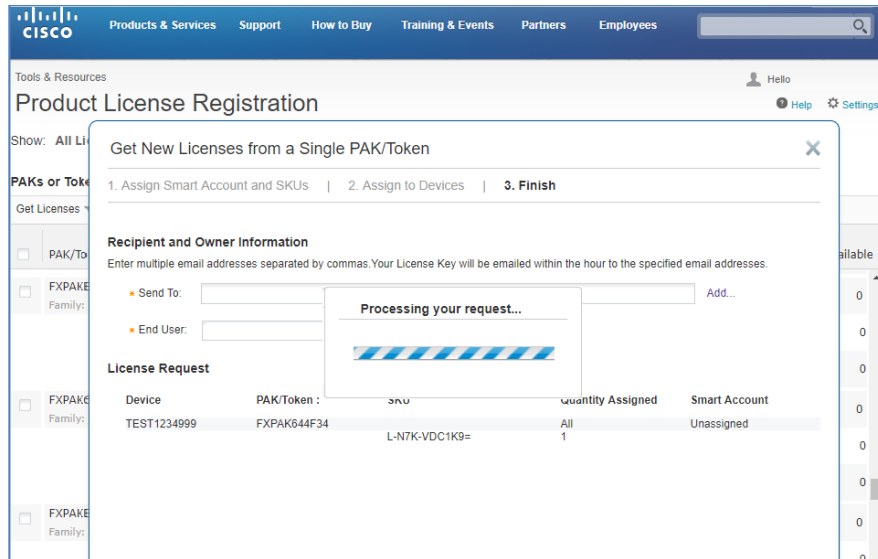 CISCO
Products & Services Support How to Buy Training & Events Partners Employees
Tools & Resources
Hello
Product License Registration
Help Settings
Show: All Li
Get New Licenses from a Single PAK/Token
PAKs or Toke
1. Assign Smart Account and SKUs | 2. Assign to Devices | 3. Finish
Get Licenses
Recipient and Owner Information
PAK/To
ailable
Enter multiple email addresses separated by commas.Your License Key will be emailed within the hour to the specified email addresses.
FXPAKE
Family:
* Send To:
Add...
0
Processing your request...
* End User:
0
License Request
0
FXPAK6
Family:
Device PAK/Token : SKU Quantity Assigned Smart Account
0
TEST1234999 FXPAK644F34 All Unassigned
L-N7K-VDC1K9= 1
0
0
FXPAKE
Family:
0
0